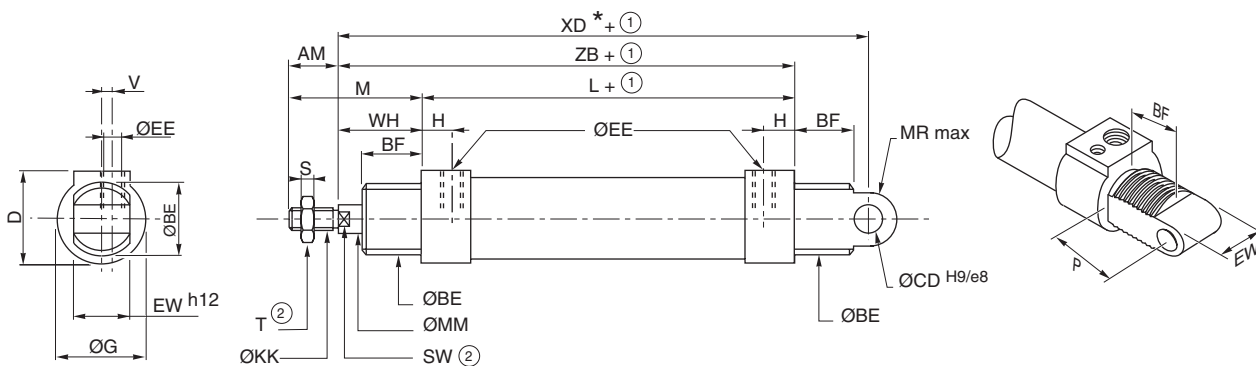 XD * + ①
AM
ZB + ①
V
M
L + ①
ØEE
WH
H
ØEE
H
BF
BF
MR max
BF
S
D
ØBE
P
EW
ØCD H9/e8
EW h12
ØBE
ØBE
T ②
ØMM
ØG
ØKK
SW ②